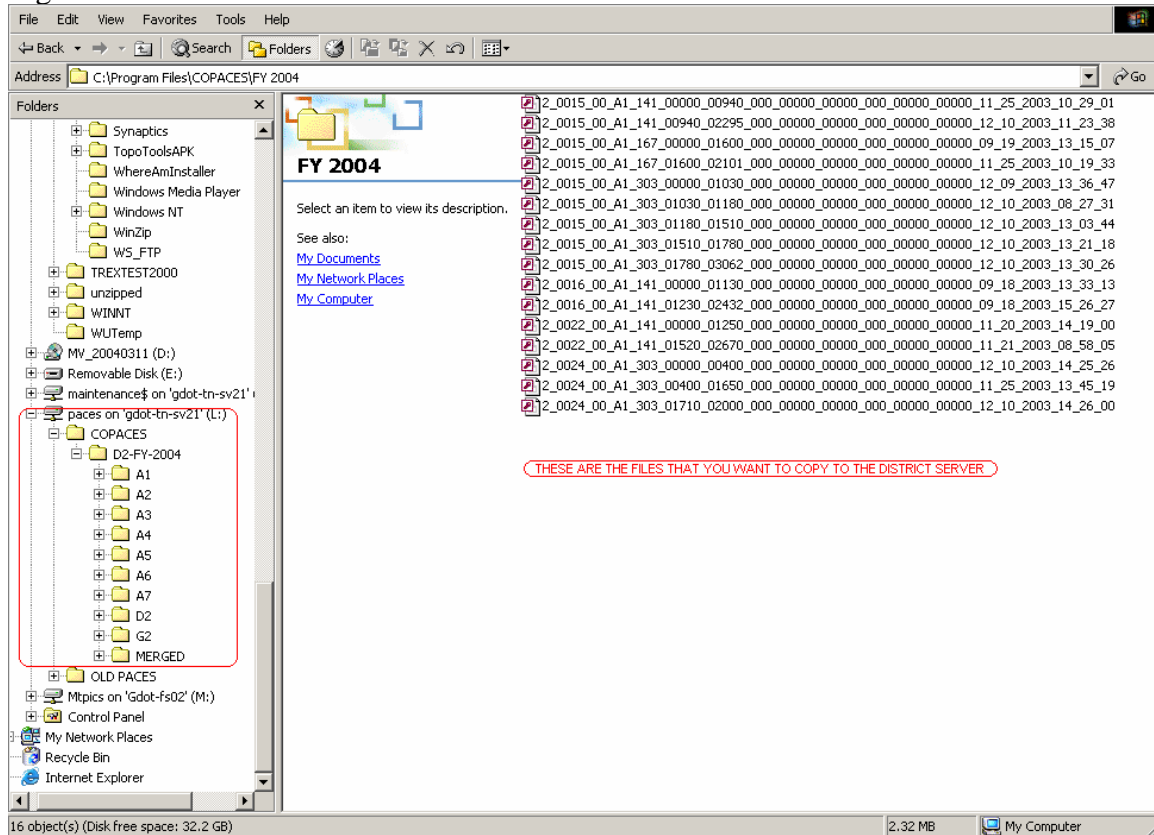 File Edit View Favorites Tools Help
Back Search Folders
Address C:\Program Files\COPACES\FY 2004 Go
Folders
Synaptics
TopoToolsAPK
WhereAmInstaller
Windows Media Player
Windows NT
WinZip
WS_FTP
TREXTEST2000
unzipped
WINNT
WUTemp
MV_20040311 (D:)
Removable Disk (E:)
maintenance$ on 'gdot-tn-sv21'
paces on 'gdot-tn-sv21' (L:)
COPACES
D2-FY-2004
A1
A2
A3
A4
A5
A6
A7
D2
G2
MERGED
OLD PACES
Mtpics on 'Gdot-fs02' (M:)
Control Panel
My Network Places
Recycle Bin
Internet Explorer
FY 2004
Select an item to view its description.
See also:
My Documents
My Network Places
My Computer
2_0015_00_A1_141_00000_00940_000_00000_00000_000_00000_00000_11_25_2003_10_29_01
2_0015_00_A1_141_00940_02295_000_00000_00000_000_00000_00000_12_10_2003_11_23_38
2_0015_00_A1_167_00000_01600_000_00000_00000_000_00000_00000_09_19_2003_13_15_07
2_0015_00_A1_167_01600_02101_000_00000_00000_000_00000_00000_11_25_2003_10_19_33
2_0015_00_A1_303_00000_01030_000_00000_00000_000_00000_00000_12_09_2003_13_36_47
2_0015_00_A1_303_01030_01180_000_00000_00000_000_00000_00000_12_10_2003_08_27_31
2_0015_00_A1_303_01180_01510_000_00000_00000_000_00000_00000_12_10_2003_13_03_44
2_0015_00_A1_303_01510_01780_000_00000_00000_000_00000_00000_12_10_2003_13_21_18
2_0015_00_A1_303_01780_03062_000_00000_00000_000_00000_00000_12_10_2003_13_30_26
2_0016_00_A1_141_00000_01130_000_00000_00000_000_00000_00000_09_18_2003_13_33_13
2_0016_00_A1_141_01230_02432_000_00000_00000_000_00000_00000_09_18_2003_15_26_27
2_0022_00_A1_141_00000_01250_000_00000_00000_000_00000_00000_11_20_2003_14_19_00
2_0022_00_A1_141_01520_02670_000_00000_00000_000_00000_00000_11_21_2003_08_58_05
2_0024_00_A1_303_00000_00400_000_00000_00000_000_00000_00000_12_10_2003_14_25_26
2_0024_00_A1_303_00400_01650_000_00000_00000_000_00000_00000_11_25_2003_13_45_19
2_0024_00_A1_303_01710_02000_000_00000_00000_000_00000_00000_12_10_2003_14_26_00
THESE ARE THE FILES THAT YOU WANT TO COPY TO THE DISTRICT SERVER
16 object(s) (Disk free space: 32.2 GB) 2.32 MB My Computer